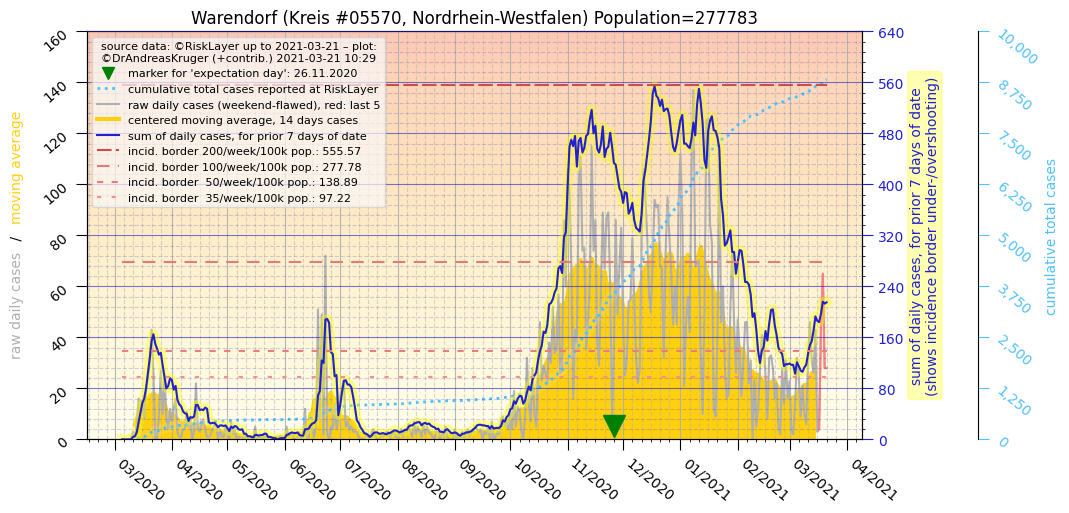 Warendorf (Kreis #05570, Nordrhein-Westfalen) Population=277783
source data: ©RiskLayer up to 2021-03-21 – plot:
©DrAndreasKruger (+contrib.) 2021-03-21 10:29
marker for 'expectation day': 26.11.2020
cumulative total cases reported at RiskLayer
raw daily cases (weekend-flawed), red: last 5
centered moving average, 14 days cases
sum of daily cases, for prior 7 days of date
incid. border 200/week/100k pop.: 555.57
incid. border 100/week/100k pop.: 277.78
incid. border  50/week/100k pop.: 138.89
incid. border  35/week/100k pop.: 97.22
raw daily cases / moving average
160
140
120
100
80
60
40
20
0
03/2020
04/2020
05/2020
06/2020
07/2020
08/2020
09/2020
10/2020
11/2020
12/2020
01/2021
02/2021
03/2021
04/2021
640
560
480
400
320
240
160
80
0
sum of daily cases, for prior 7 days of date
(shows incidence border under-/overshooting)
10,000
8,750
7,500
6,250
5,000
3,750
2,500
1,250
0
cumulative total cases